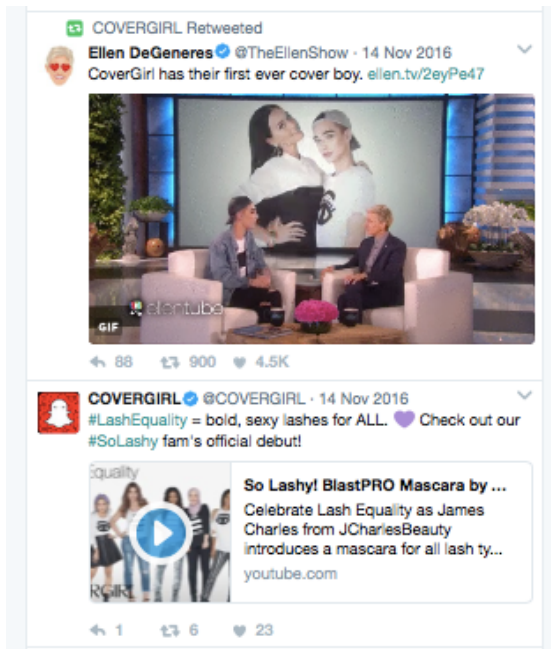 COVERGIRL Retweeted
Ellen DeGeneres @TheEllenShow · 14 Nov 2016
CoverGirl has their first ever cover boy. ellen.tv/2eyPe47
ellentube
GIF
88 900 4.5K
COVERGIRL @COVERGIRL · 14 Nov 2016
#LashEquality = bold, sexy lashes for ALL. 💜 Check out our
#SoLashy fam's official debut!
Equality
RGIRL
So Lashy! BlastPRO Mascara by ...
Celebrate Lash Equality as James
Charles from JCharlesBeauty
introduces a mascara for all lash ty...
youtube.com
1 6 23